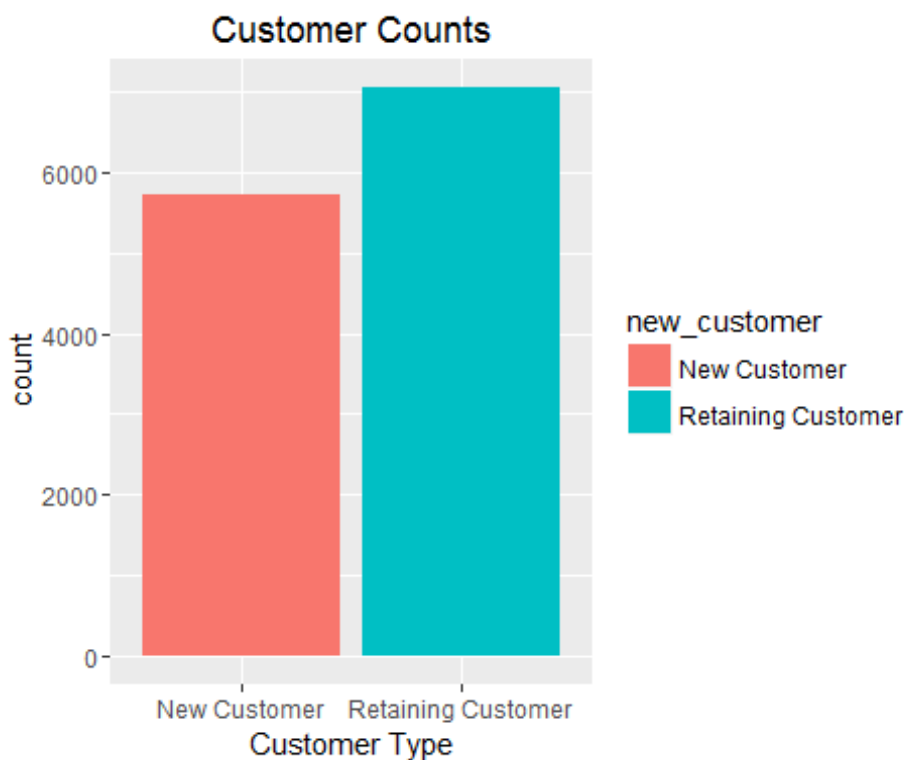 Customer Counts
6000
4000
2000
0
count
New Customer
Retaining Customer
Customer Type
new_customer
New Customer
Retaining Customer